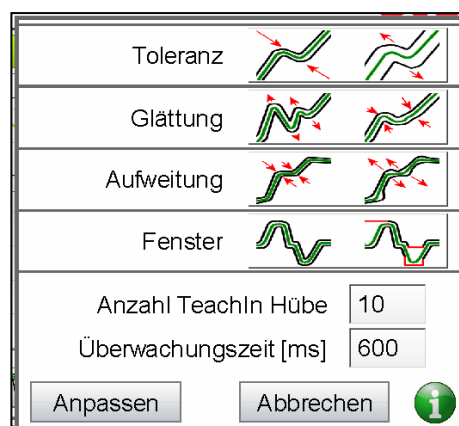 Toleranz
Glättung
Aufweitung
Fenster
Anzahl TeachIn Hübe 10
Überwachungszeit [ms] 600
Anpassen Abbrechen i